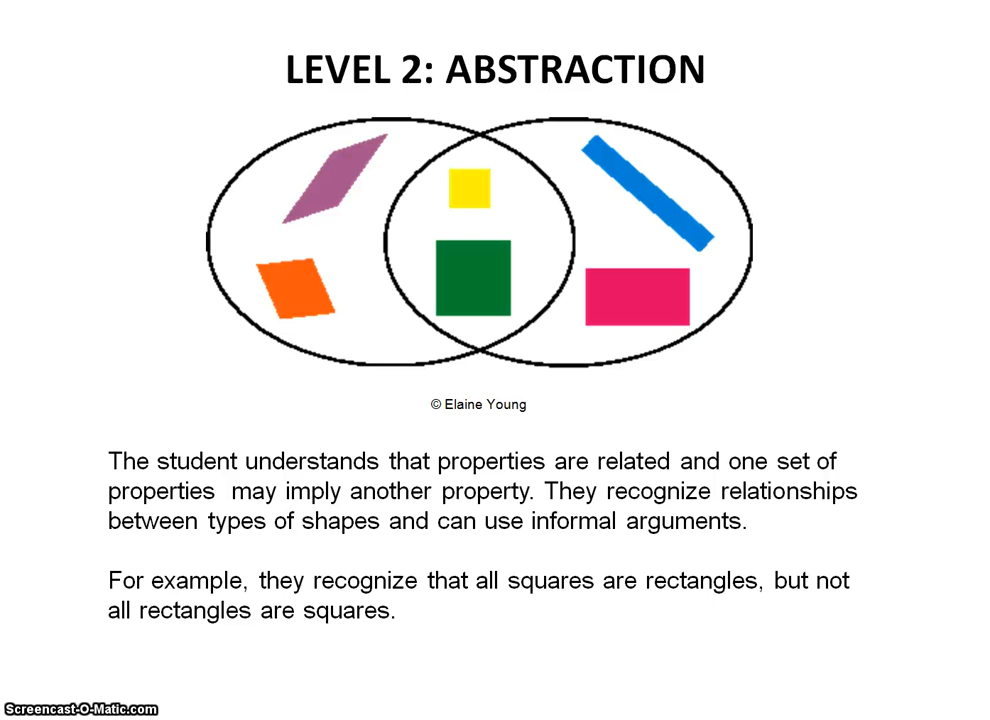 LEVEL 2: ABSTRACTION
© Elaine Young
The student understands that properties are related and one set of
properties may imply another property. They recognize relationships
between types of shapes and can use informal arguments.
For example, they recognize that all squares are rectangles, but not
all rectangles are squares.
Screencast-O-Matic.com